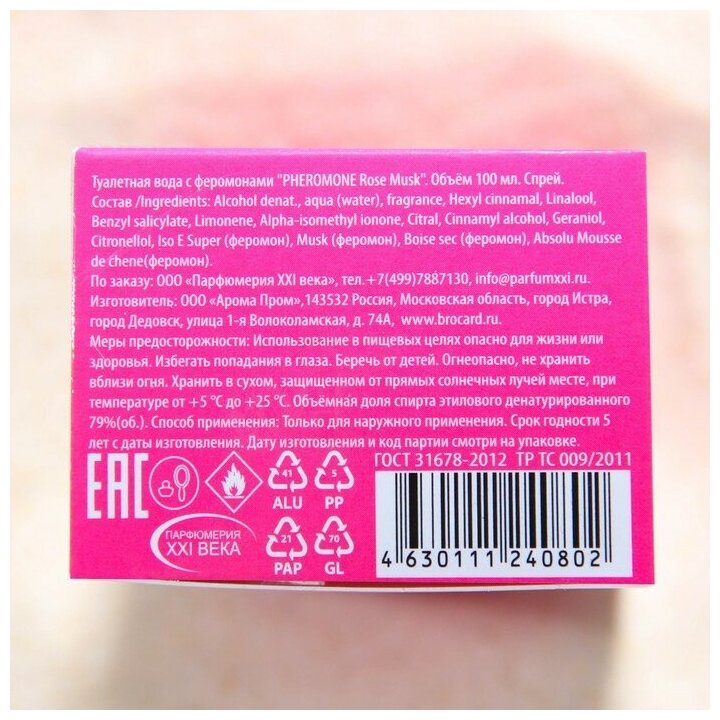 Туалетная вода с феромонами "PHEROMONE Rose Musk". Объём 100 мл. Спрей.
Состав /Ingredients: Alcohol denat., aqua (water), fragrance, Hexyl cinnamal, Linalool,
Benzyl salicylate, Limonene, Alpha-isomethyl ionone, Citral, Cinnamyl alcohol, Geraniol,
Citronellol, Iso E Super (феромон), Musk (феромон), Boise sec (феромон), Absolu Mousse
de chene(феромон).
По заказу: ООО «Парфюмерия XXI века», тел.+7(499)7887130, info@parfumxxi.ru.
Изготовитель: ООО «Арома Пром»,143532 Россия, Московская область, город Истра,
город Дедовск, улица 1-я Волоколамская, д. 74А, www.brocard.ru.
Меры предосторожности: Использование в пищевых целях опасно для жизни или
здоровья. Избегать попадания в глаза. Беречь от детей. Огнеопасно, не хранить
вблизи огня. Хранить в сухом, защищенном от прямых солнечных лучей месте, при
температуре от +5 °С до +25 °С. Объёмная доля спирта этилового денатурированного
79%(об.). Способ применения: Только для наружного применения. Срок годности 5
лет с даты изготовления. Дату изготовления и код партии смотри на упаковке.
ГОСТ 31678-2012 ТР ТС 009/2011
EAC
41
ALU
5
PP
ПАРФЮМЕРИЯ
XXI ВЕКА
21
PAP
70
GL
4 630111 240802